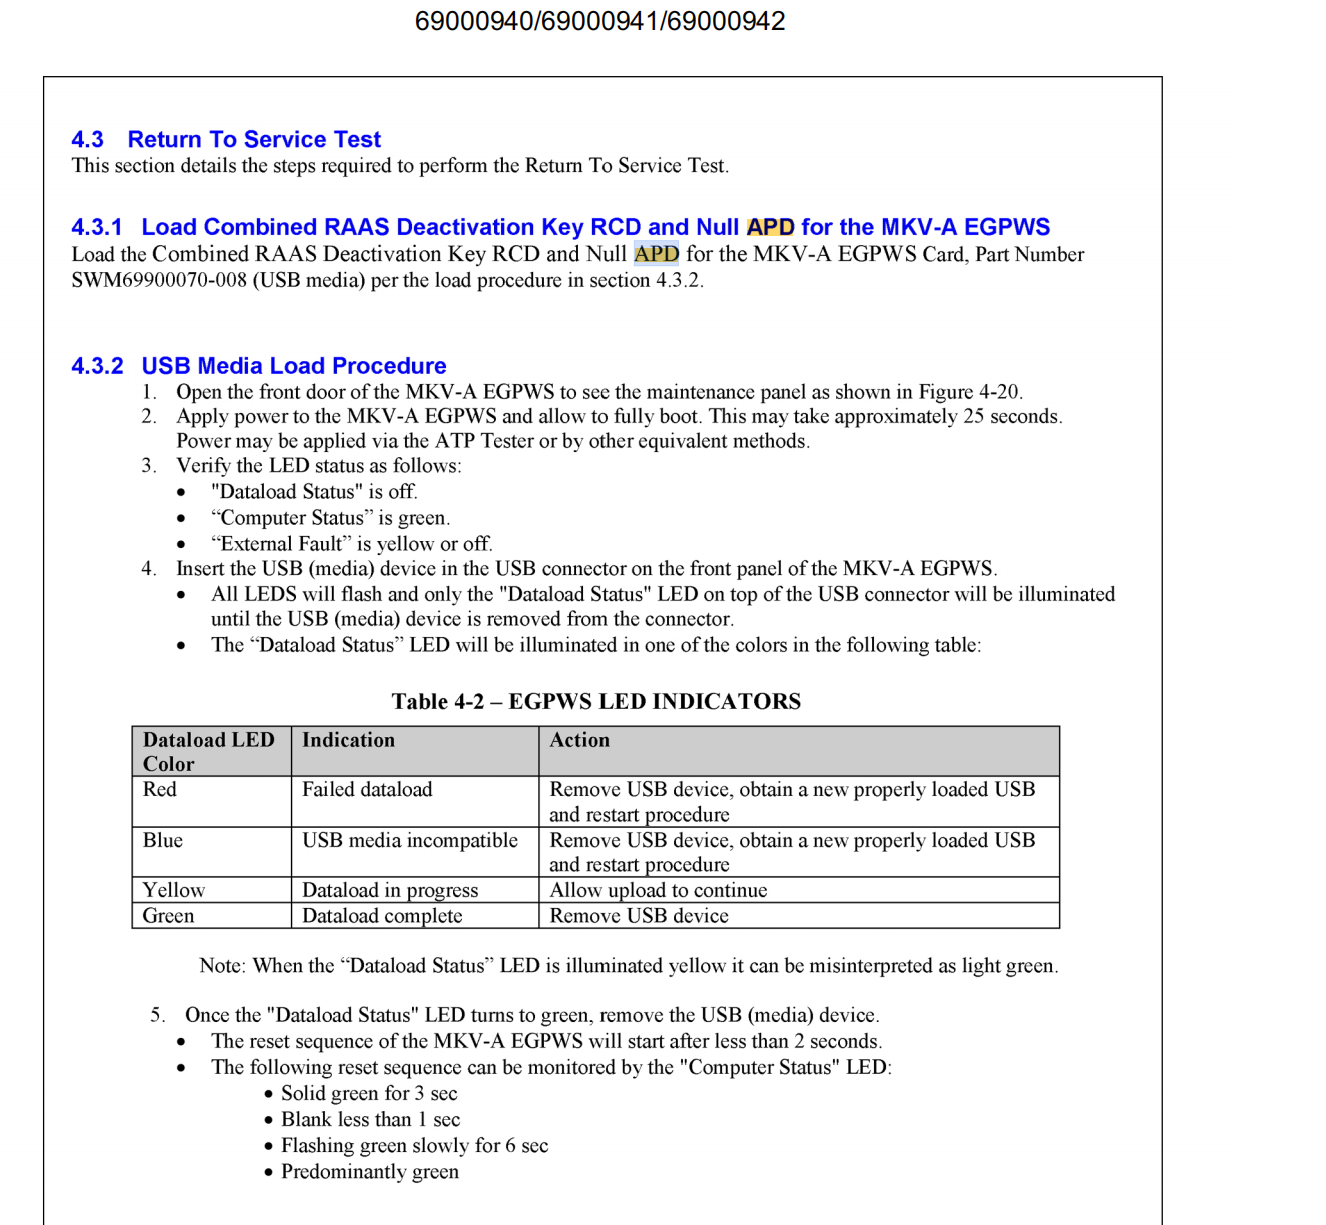 69000940/69000941/69000942
4.3 Return To Service Test
This section details the steps required to perform the Return To Service Test.
4.3.1 Load Combined RAAS Deactivation Key RCD and Null APD for the MKV-A EGPWS
Load the Combined RAAS Deactivation Key RCD and Null APD for the MKV-A EGPWS Card, Part Number
SWM69900070-008 (USB media) per the load procedure in section 4.3.2.
4.3.2 USB Media Load Procedure
1. Open the front door of the MKV-A EGPWS to see the maintenance panel as shown in Figure 4-20.
2. Apply power to the MKV-A EGPWS and allow to fully boot. This may take approximately 25 seconds.
Power may be applied via the ATP Tester or by other equivalent methods.
3. Verify the LED status as follows:
• "Dataload Status" is off.
• “Computer Status” is green.
• “External Fault” is yellow or off.
4. Insert the USB (media) device in the USB connector on the front panel of the MKV-A EGPWS.
• All LEDS will flash and only the "Dataload Status" LED on top of the USB connector will be illuminated
until the USB (media) device is removed from the connector.
• The “Dataload Status” LED will be illuminated in one of the colors in the following table:
Table 4-2 – EGPWS LED INDICATORS
Dataload LED Indication Action
Color
Red Failed dataload Remove USB device, obtain a new properly loaded USB
and restart procedure
Blue USB media incompatible Remove USB device, obtain a new properly loaded USB
and restart procedure
Yellow Dataload in progress Allow upload to continue
Green Dataload complete Remove USB device
Note: When the “Dataload Status” LED is illuminated yellow it can be misinterpreted as light green.
5. Once the "Dataload Status" LED turns to green, remove the USB (media) device.
• The reset sequence of the MKV-A EGPWS will start after less than 2 seconds.
• The following reset sequence can be monitored by the "Computer Status" LED:
• Solid green for 3 sec
• Blank less than 1 sec
• Flashing green slowly for 6 sec
• Predominantly green